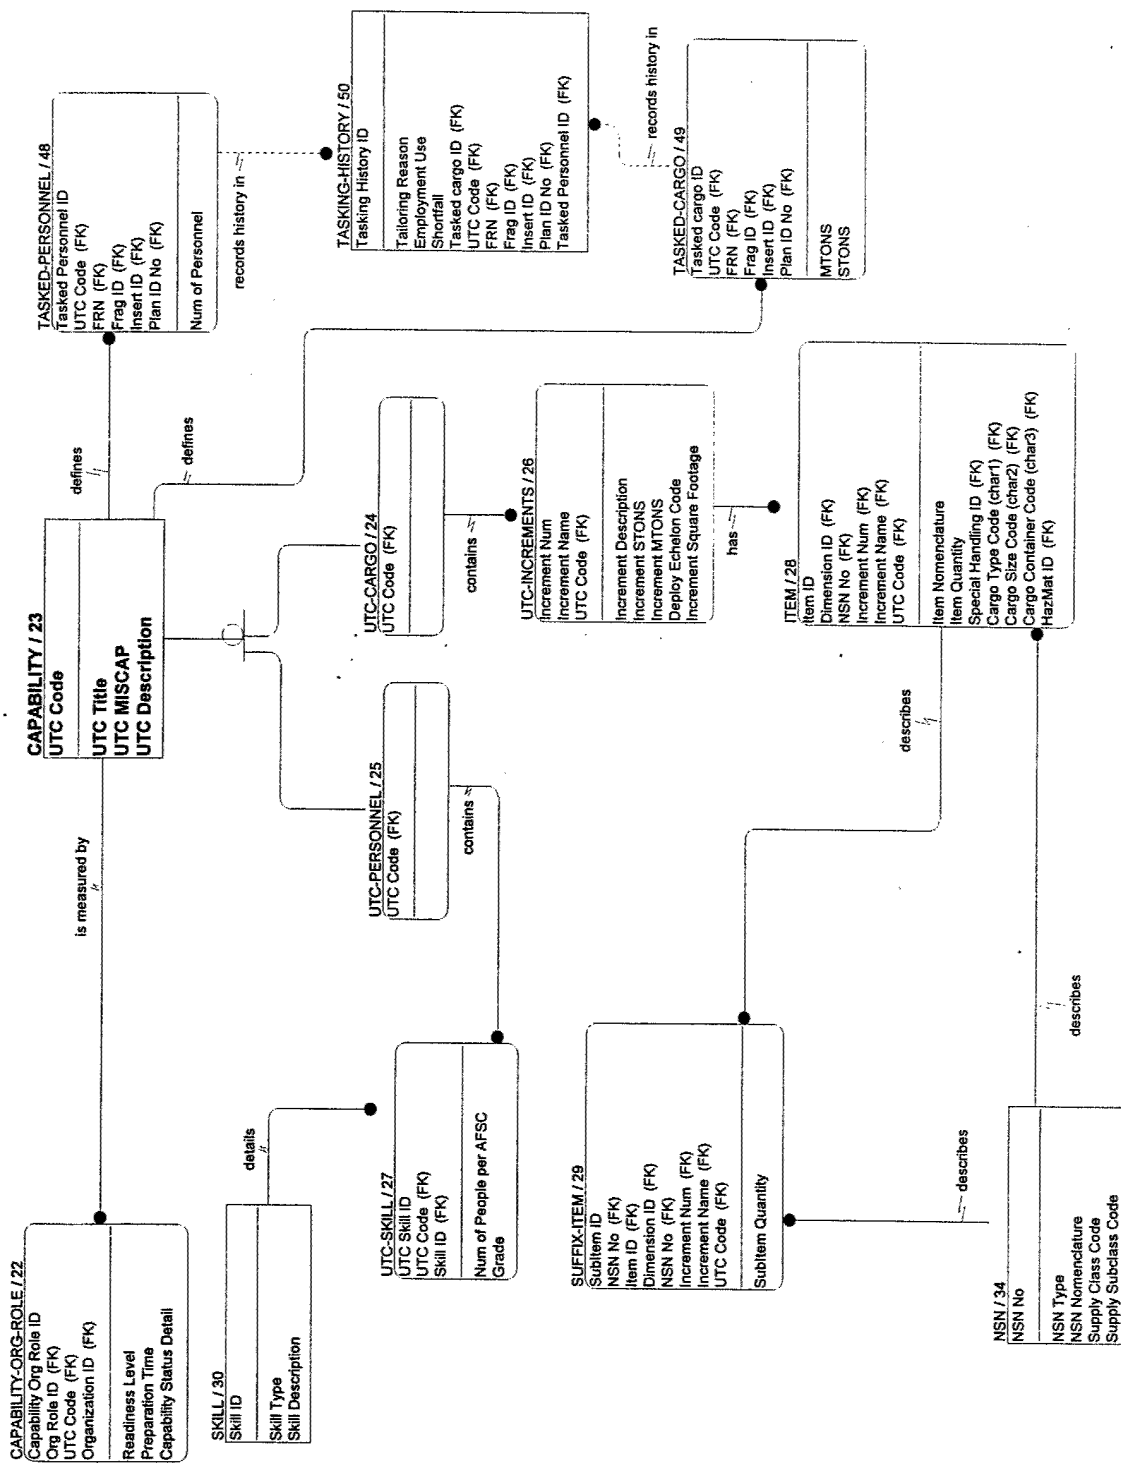 CAPABILITY-ORG-ROLE / 22
Capability Org Role ID
Org Role ID (FK)
UTC Code (FK)
Organization ID (FK)
Readiness Level
Preparation Time
Capability Status Detail
is measured by
CAPABILITY / 23
UTC Code
UTC Title
UTC MISCAP
UTC Description
defines
defines
TASKED-PERSONNEL / 48
Tasked Personnel ID
UTC Code (FK)
FRN (FK)
Frag ID (FK)
Insert ID (FK)
Plan ID No (FK)
Num of Personnel
records history in
SKILL / 30
Skill ID
Skill Type
Skill Description
details
UTC-PERSONNEL / 25
UTC Code (FK)
contains
UTC-CARGO / 24
UTC Code (FK)
contains
TASKING-HISTORY / 50
Tasking History ID
Tailoring Reason
Employment Use
Shortfall
Tasked cargo ID (FK)
UTC Code (FK)
FRN (FK)
Frag ID (FK)
Insert ID (FK)
Plan ID No (FK)
Tasked Personnel ID (FK)
records history in
UTC-SKILL / 27
UTC Skill ID
UTC Code (FK)
Skill ID (FK)
Num of People per AFSC
Grade
UTC-INCREMENTS / 26
Increment Num
Increment Name
UTC Code (FK)
Increment Description
Increment STONS
Increment MTONS
Deploy Echelon Code
Increment Square Footage
has
TASKED-CARGO / 49
Tasked cargo ID
UTC Code (FK)
FRN (FK)
Frag ID (FK)
Insert ID (FK)
Plan ID No (FK)
MTONS
STONS
SUFFIX-ITEM / 29
SubItem ID
NSN No (FK)
Item ID (FK)
Dimension ID (FK)
NSN No (FK)
Increment Num (FK)
Increment Name (FK)
UTC Code (FK)
SubItem Quantity
describes
ITEM / 28
Item ID
Dimension ID (FK)
NSN No (FK)
Increment Num (FK)
Increment Name (FK)
UTC Code (FK)
Item Nomenclature
Item Quantity
Special Handling ID (FK)
Cargo Type Code (char1) (FK)
Cargo Size Code (char2) (FK)
Cargo Container Code (char3) (FK)
HazMat ID (FK)
describes
describes
NSN / 34
NSN No
NSN Type
NSN Nomenclature
Supply Class Code
Supply Subclass Code